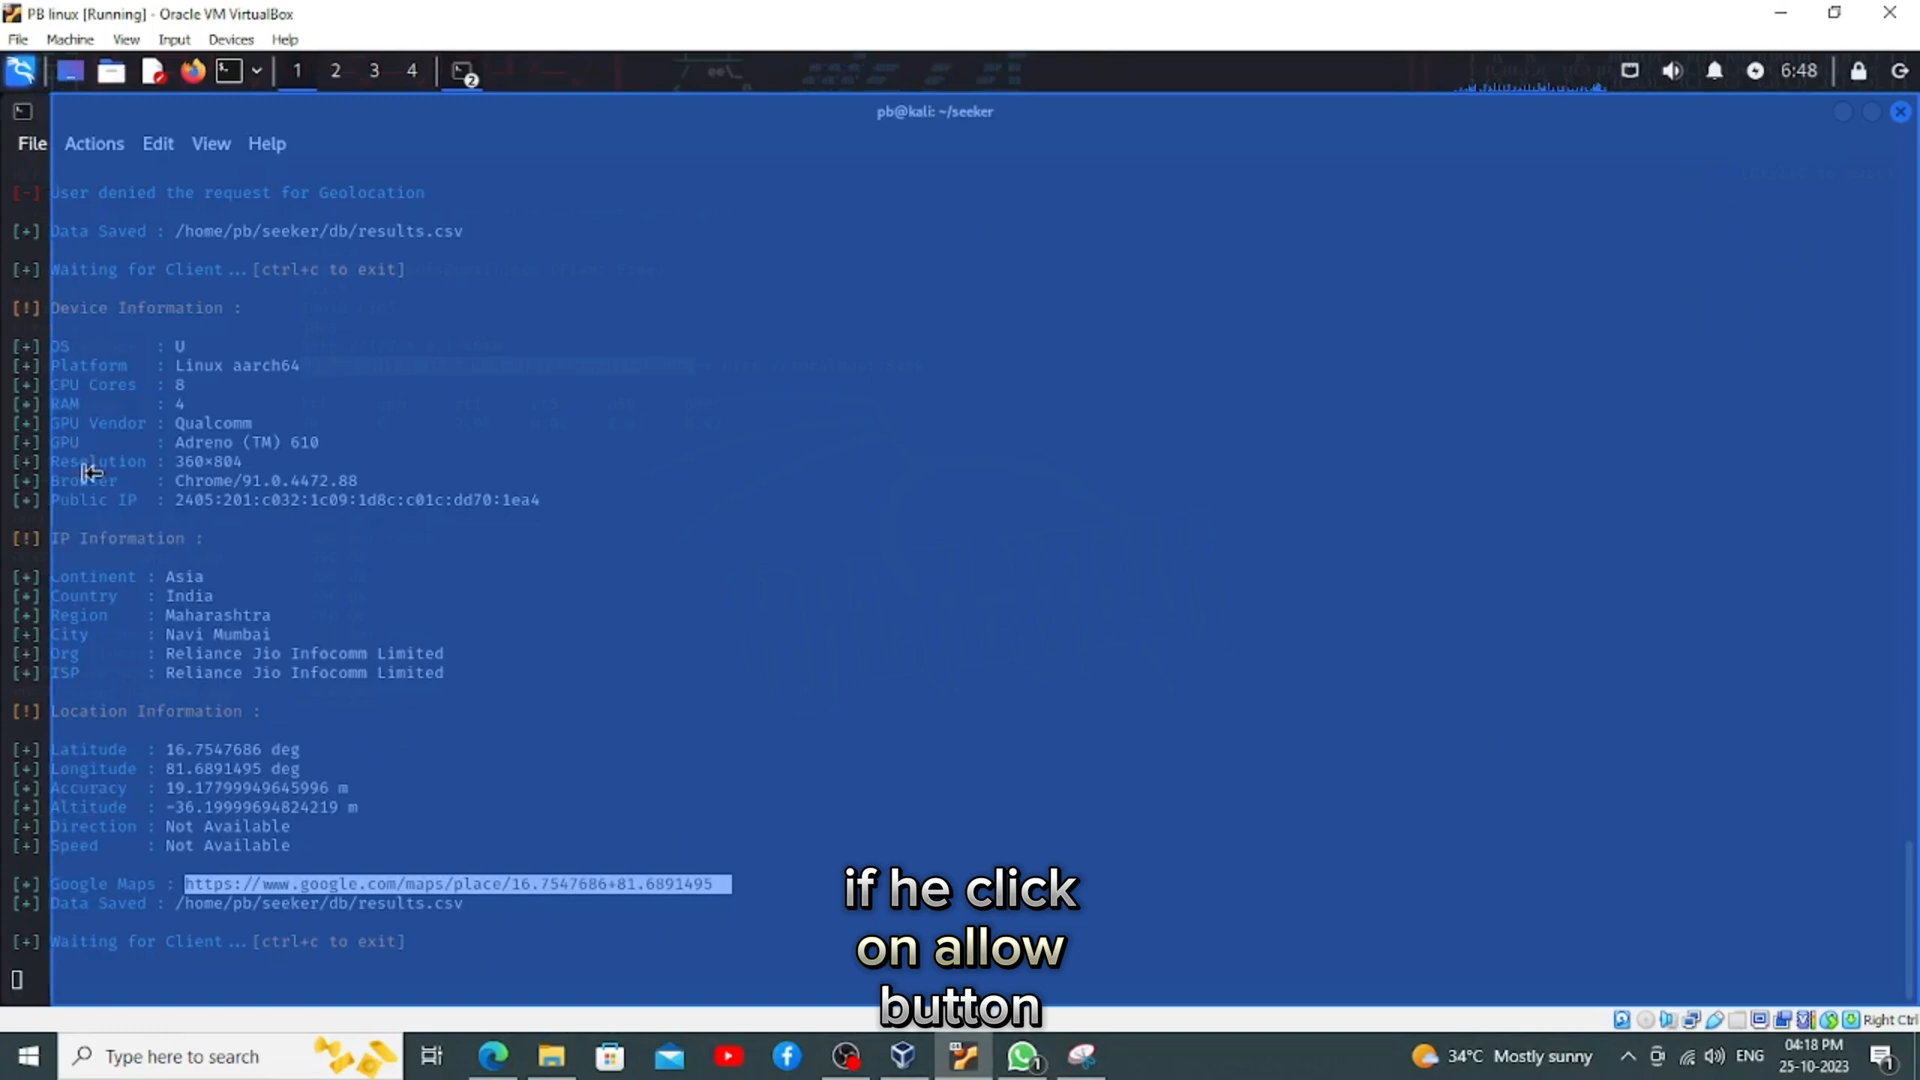 PB linux [Running] - Oracle VM VirtualBox
File Machine View Input Devices Help
1 2 3 4 2 6:48
pb@kali: ~/seeker
File Actions Edit View Help
[-] User denied the request for Geolocation
[+] Data Saved : /home/pb/seeker/db/results.csv
[+] Waiting for Client ... [ctrl+c to exit]
[!] Device Information :
[+] OS : U
[+] Platform : Linux aarch64
[+] CPU Cores : 8
[+] RAM : 4
[+] GPU Vendor : Qualcomm
[+] GPU : Adreno (TM) 610
[+] Resolution : 360×804
[+] Browser : Chrome/91.0.4472.88
[+] Public IP : 2405:201:c032:1c09:1d8c:c01c:dd70:1ea4
[!] IP Information :
[+] Continent : Asia
[+] Country : India
[+] Region : Maharashtra
[+] City : Navi Mumbai
[+] Org : Reliance Jio Infocomm Limited
[+] ISP : Reliance Jio Infocomm Limited
[!] Location Information :
[+] Latitude : 16.7547686 deg
[+] Longitude : 81.6891495 deg
[+] Accuracy : 19.17799949645996 m
[+] Altitude : -36.19999694824219 m
[+] Direction : Not Available
[+] Speed : Not Available
[+] Google Maps : https://www.google.com/maps/place/16.7547686+81.6891495
[+] Data Saved : /home/pb/seeker/db/results.csv
[+] Waiting for Client ... [ctrl+c to exit]
if he click
on allow
button
Right Ctrl
Type here to search
34°C Mostly sunny
ENG
04:18 PM
25-10-2023